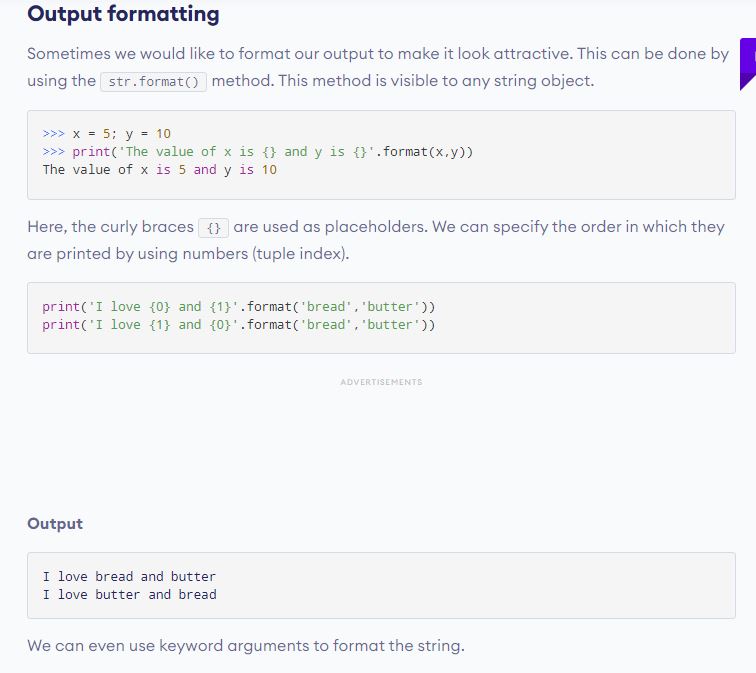 Output formatting
Sometimes we would like to format our output to make it look attractive. This can be done by
using the str.format() method. This method is visible to any string object.
>>> x = 5; y = 10
>>> print('The value of x is {} and y is {}'.format(x,y))
The value of x is 5 and y is 10
Here, the curly braces {} are used as placeholders. We can specify the order in which they
are printed by using numbers (tuple index).
print('I love {0} and {1}'.format('bread','butter'))
print('I love {1} and {0}'.format('bread','butter'))
ADVERTISEMENTS
Output
I love bread and butter
I love butter and bread
We can even use keyword arguments to format the string.